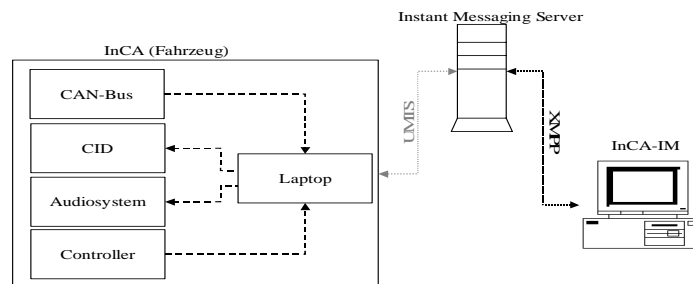 Instant Messaging Server
InCA (Fahrzeug)
CAN-Bus
CID
Laptop
Audiosystem
Controller
UMTS
XMPP
InCA-IM